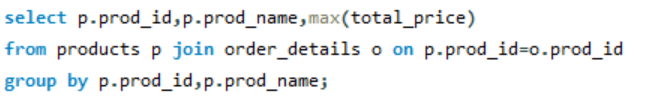 select p.prod_id,p.prod_name,max(total_price)
from products p join order_details o on p.prod_id=o.prod_id
group by p.prod_id,p.prod_name;